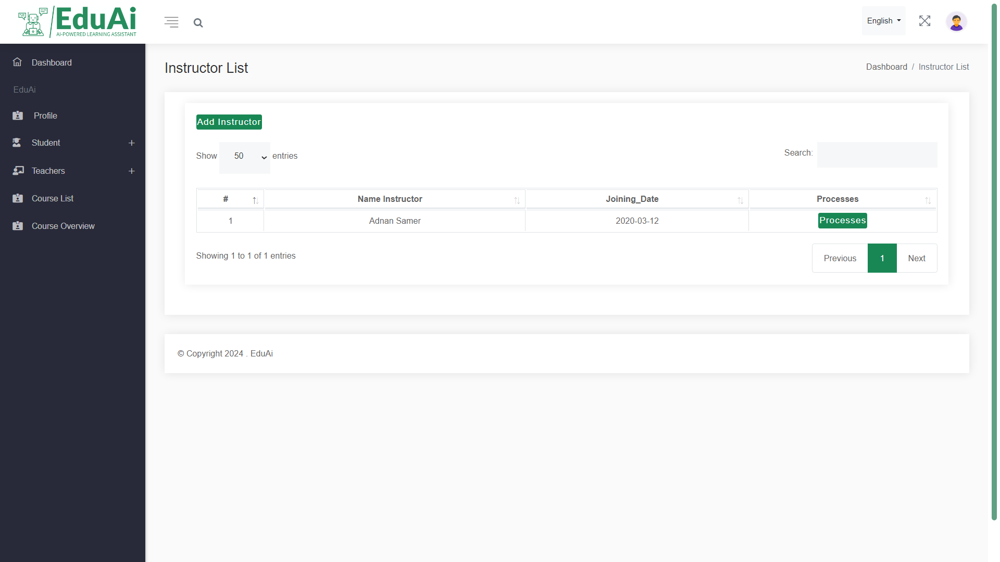 EduAi
AI-POWERED LEARNING ASSISTANT
English
Dashboard
EduAi
Profile
Student +
Teachers +
Course List
Course Overview
Instructor List
Dashboard / Instructor List
Add Instructor
Show 50 entries
Search:
# Name Instructor Joining_Date Processes
1 Adnan Samer 2020-03-12 Processes
Showing 1 to 1 of 1 entries
Previous 1 Next
© Copyright 2024 . EduAi